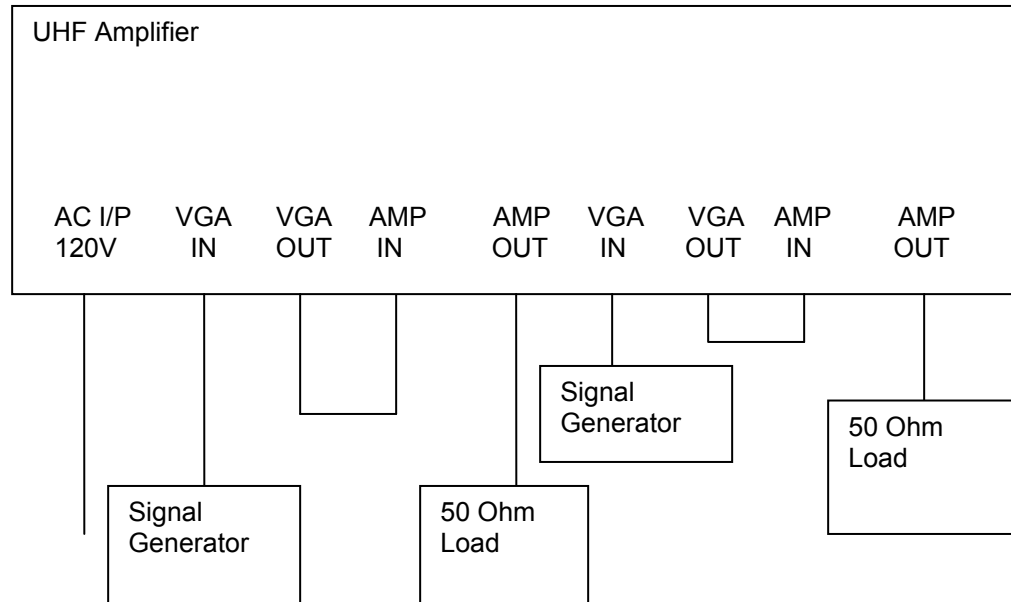 UHF Amplifier
AC I/P VGA VGA AMP AMP VGA VGA AMP AMP
120V IN OUT IN OUT IN OUT IN OUT
Signal
Generator
50 Ohm
Load
Signal
Generator
50 Ohm
Load